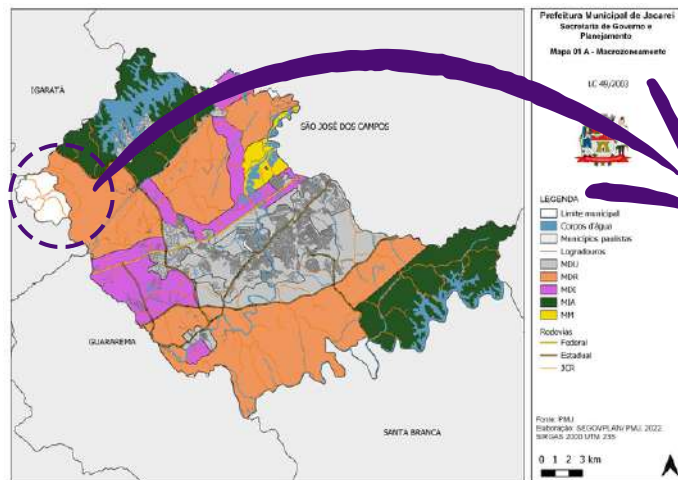 Prefeitura Municipal de Jacareí
Secretaria de Governo e
Planejamento
Mapa 01 A - Macrozoneamento
LC 49/2003
IGARATÁ
SÃO JOSÉ DOS CAMPOS
GUARAREMA
SANTA BRANCA
LEGENDA
Limite municipal
Corpos d'água
Municípios paulistas
Logradouros
MDU
MDR
MDE
MIA
MM
Rodovias
Federal
Estadual
JCR
Fonte: PMJ
Elaboração: SEGOVPLAN/PMJ, 2022.
SIRGAS 2000 UTM 23S
0 1 2 3 km